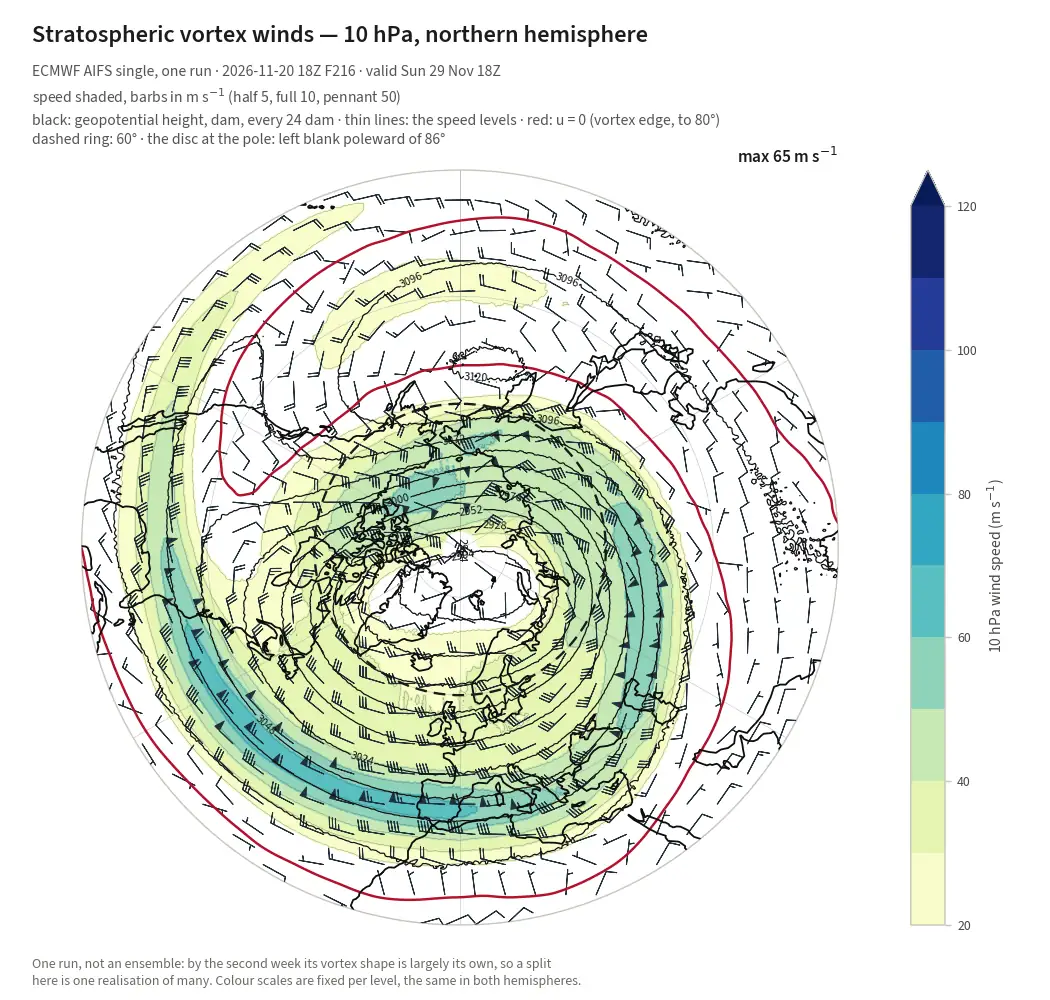 Stratospheric vortex winds — 10 hPa, northern hemisphere
ECMWF AIFS single, one run · 2026-11-20 18Z F216 · valid Sun 29 Nov 18Z
speed shaded, barbs in m s−1 (half 5, full 10, pennant 50)
black: geopotential height, dam, every 24 dam · thin lines: the speed levels · red: u = 0 (vortex edge, to 80°)
dashed ring: 60° · the disc at the pole: left blank poleward of 86°
max 65 m s−1
3096
3096
3120
3096
3000
2952
2928
3048
3024
120
100
80
60
40
20
10 hPa wind speed (m s−1)
One run, not an ensemble: by the second week its vortex shape is largely its own, so a split
here is one realisation of many. Colour scales are fixed per level, the same in both hemispheres.